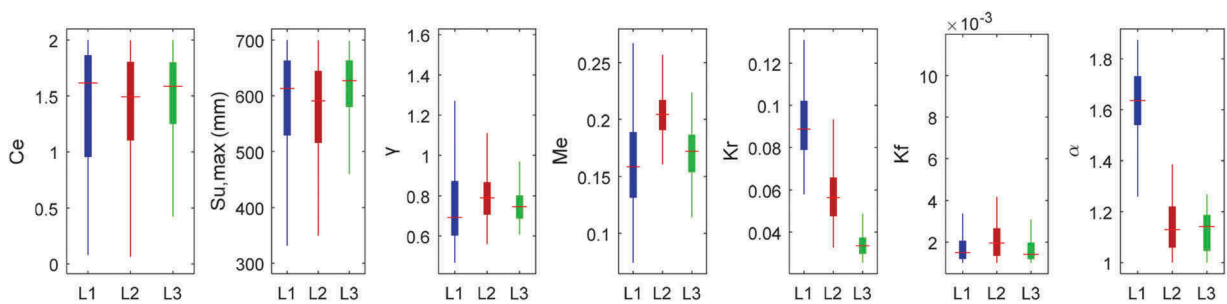 Ce
2
1.5
1
0.5
0
L1 L2 L3
Su,max (mm)
700
600
500
400
300
L1 L2 L3
γ
1.6
1.4
1.2
1
0.8
0.6
L1 L2 L3
Me
0.25
0.2
0.15
0.1
L1 L2 L3
Kr
0.12
0.1
0.08
0.06
0.04
L1 L2 L3
Kf
× 10-3
10
8
6
4
2
L1 L2 L3
α
1.8
1.6
1.4
1.2
1
L1 L2 L3